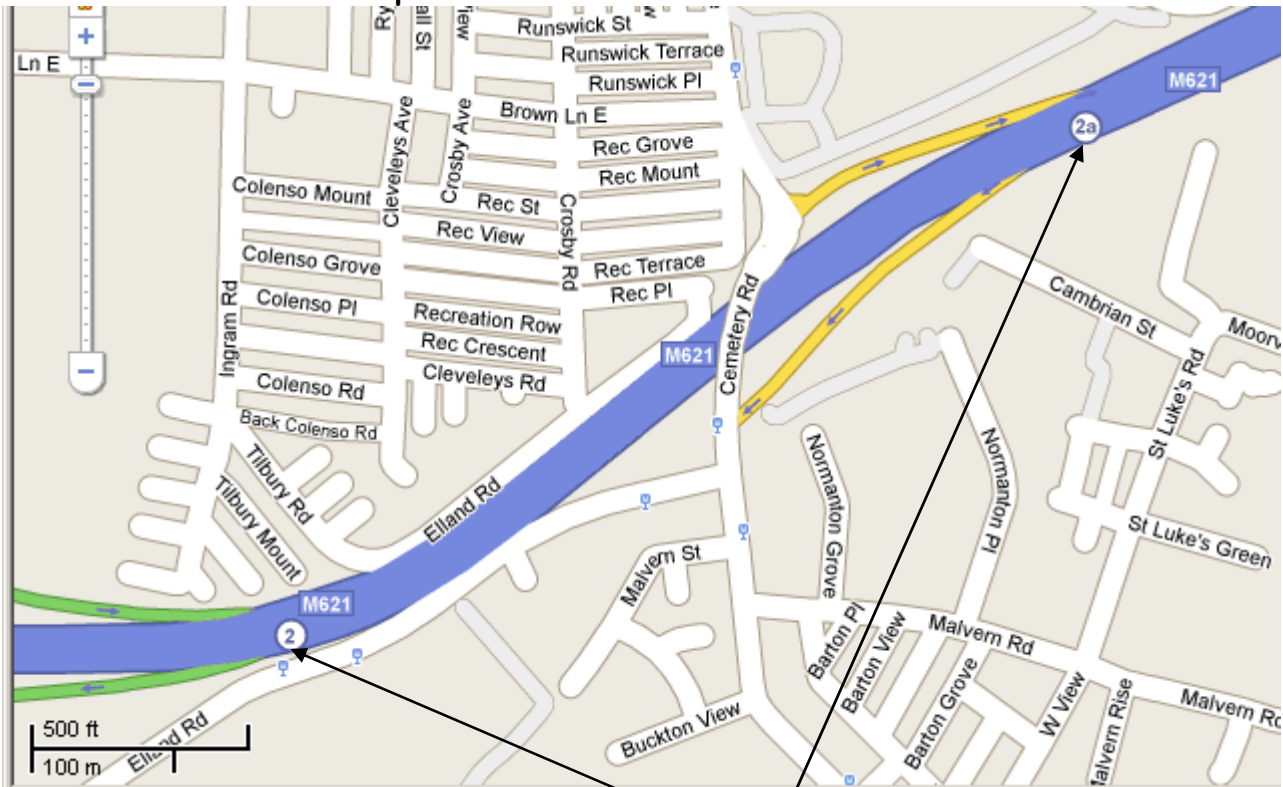 Runswick St
Runswick Terrace
Ln E
M621
Runswick Pl
Brown Ln E
2a
Rec Grove
Cleveleys Ave
Crosby Ave
Rec Mount
Colenso Mount
Rec St
Crosby Rd
Rec View
Colenso Grove
Rec Terrace
Rec Pl
Cemetery Rd
Cambrian St
Colenso Pl
Ingram Rd
Recreation Row
Rec Crescent
M621
Cleveleys Rd
Colenso Rd
St Luke's Rd
Back Colenso Rd
Tilbury Rd
Normanton Grove
Normanton Pl
Tilbury Mount
Elland Rd
St Luke's Green
Malvern St
M621
2
Barton Pl
Barton View
Malvern Rd
Barton Grove
W View
Malvern Rise
Buckton View
Elland Rd
500 ft
100 m